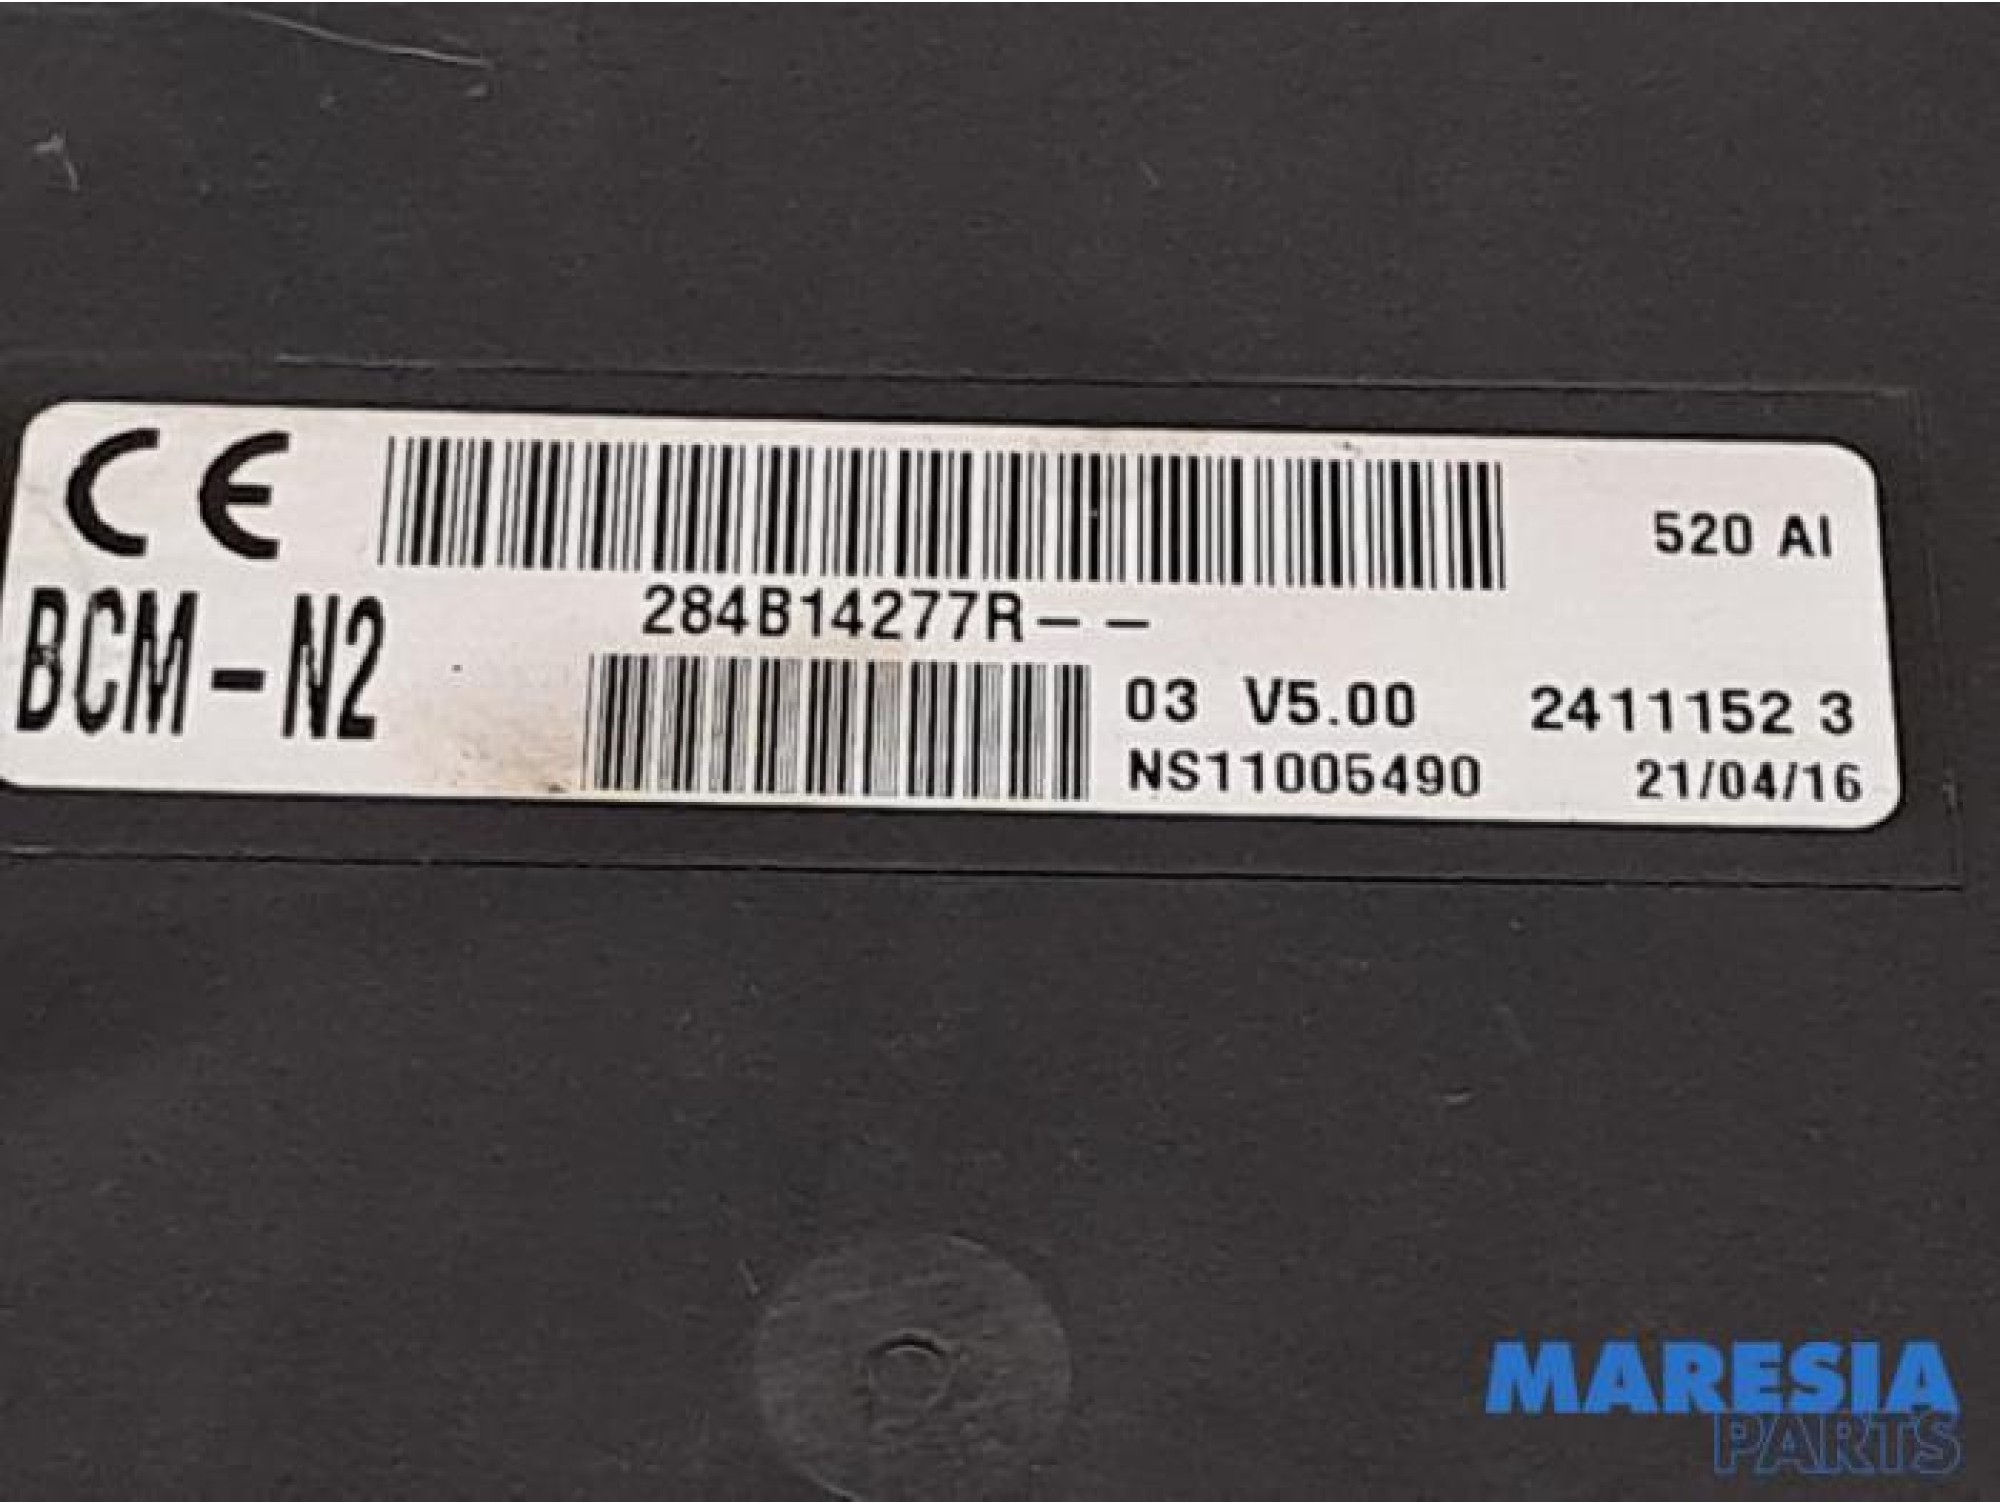 CE
520 AI
284B14277R--
BCM-N2
03 V5.00
2411152 3
NS11005490
21/04/16
MARESIA
PARTS